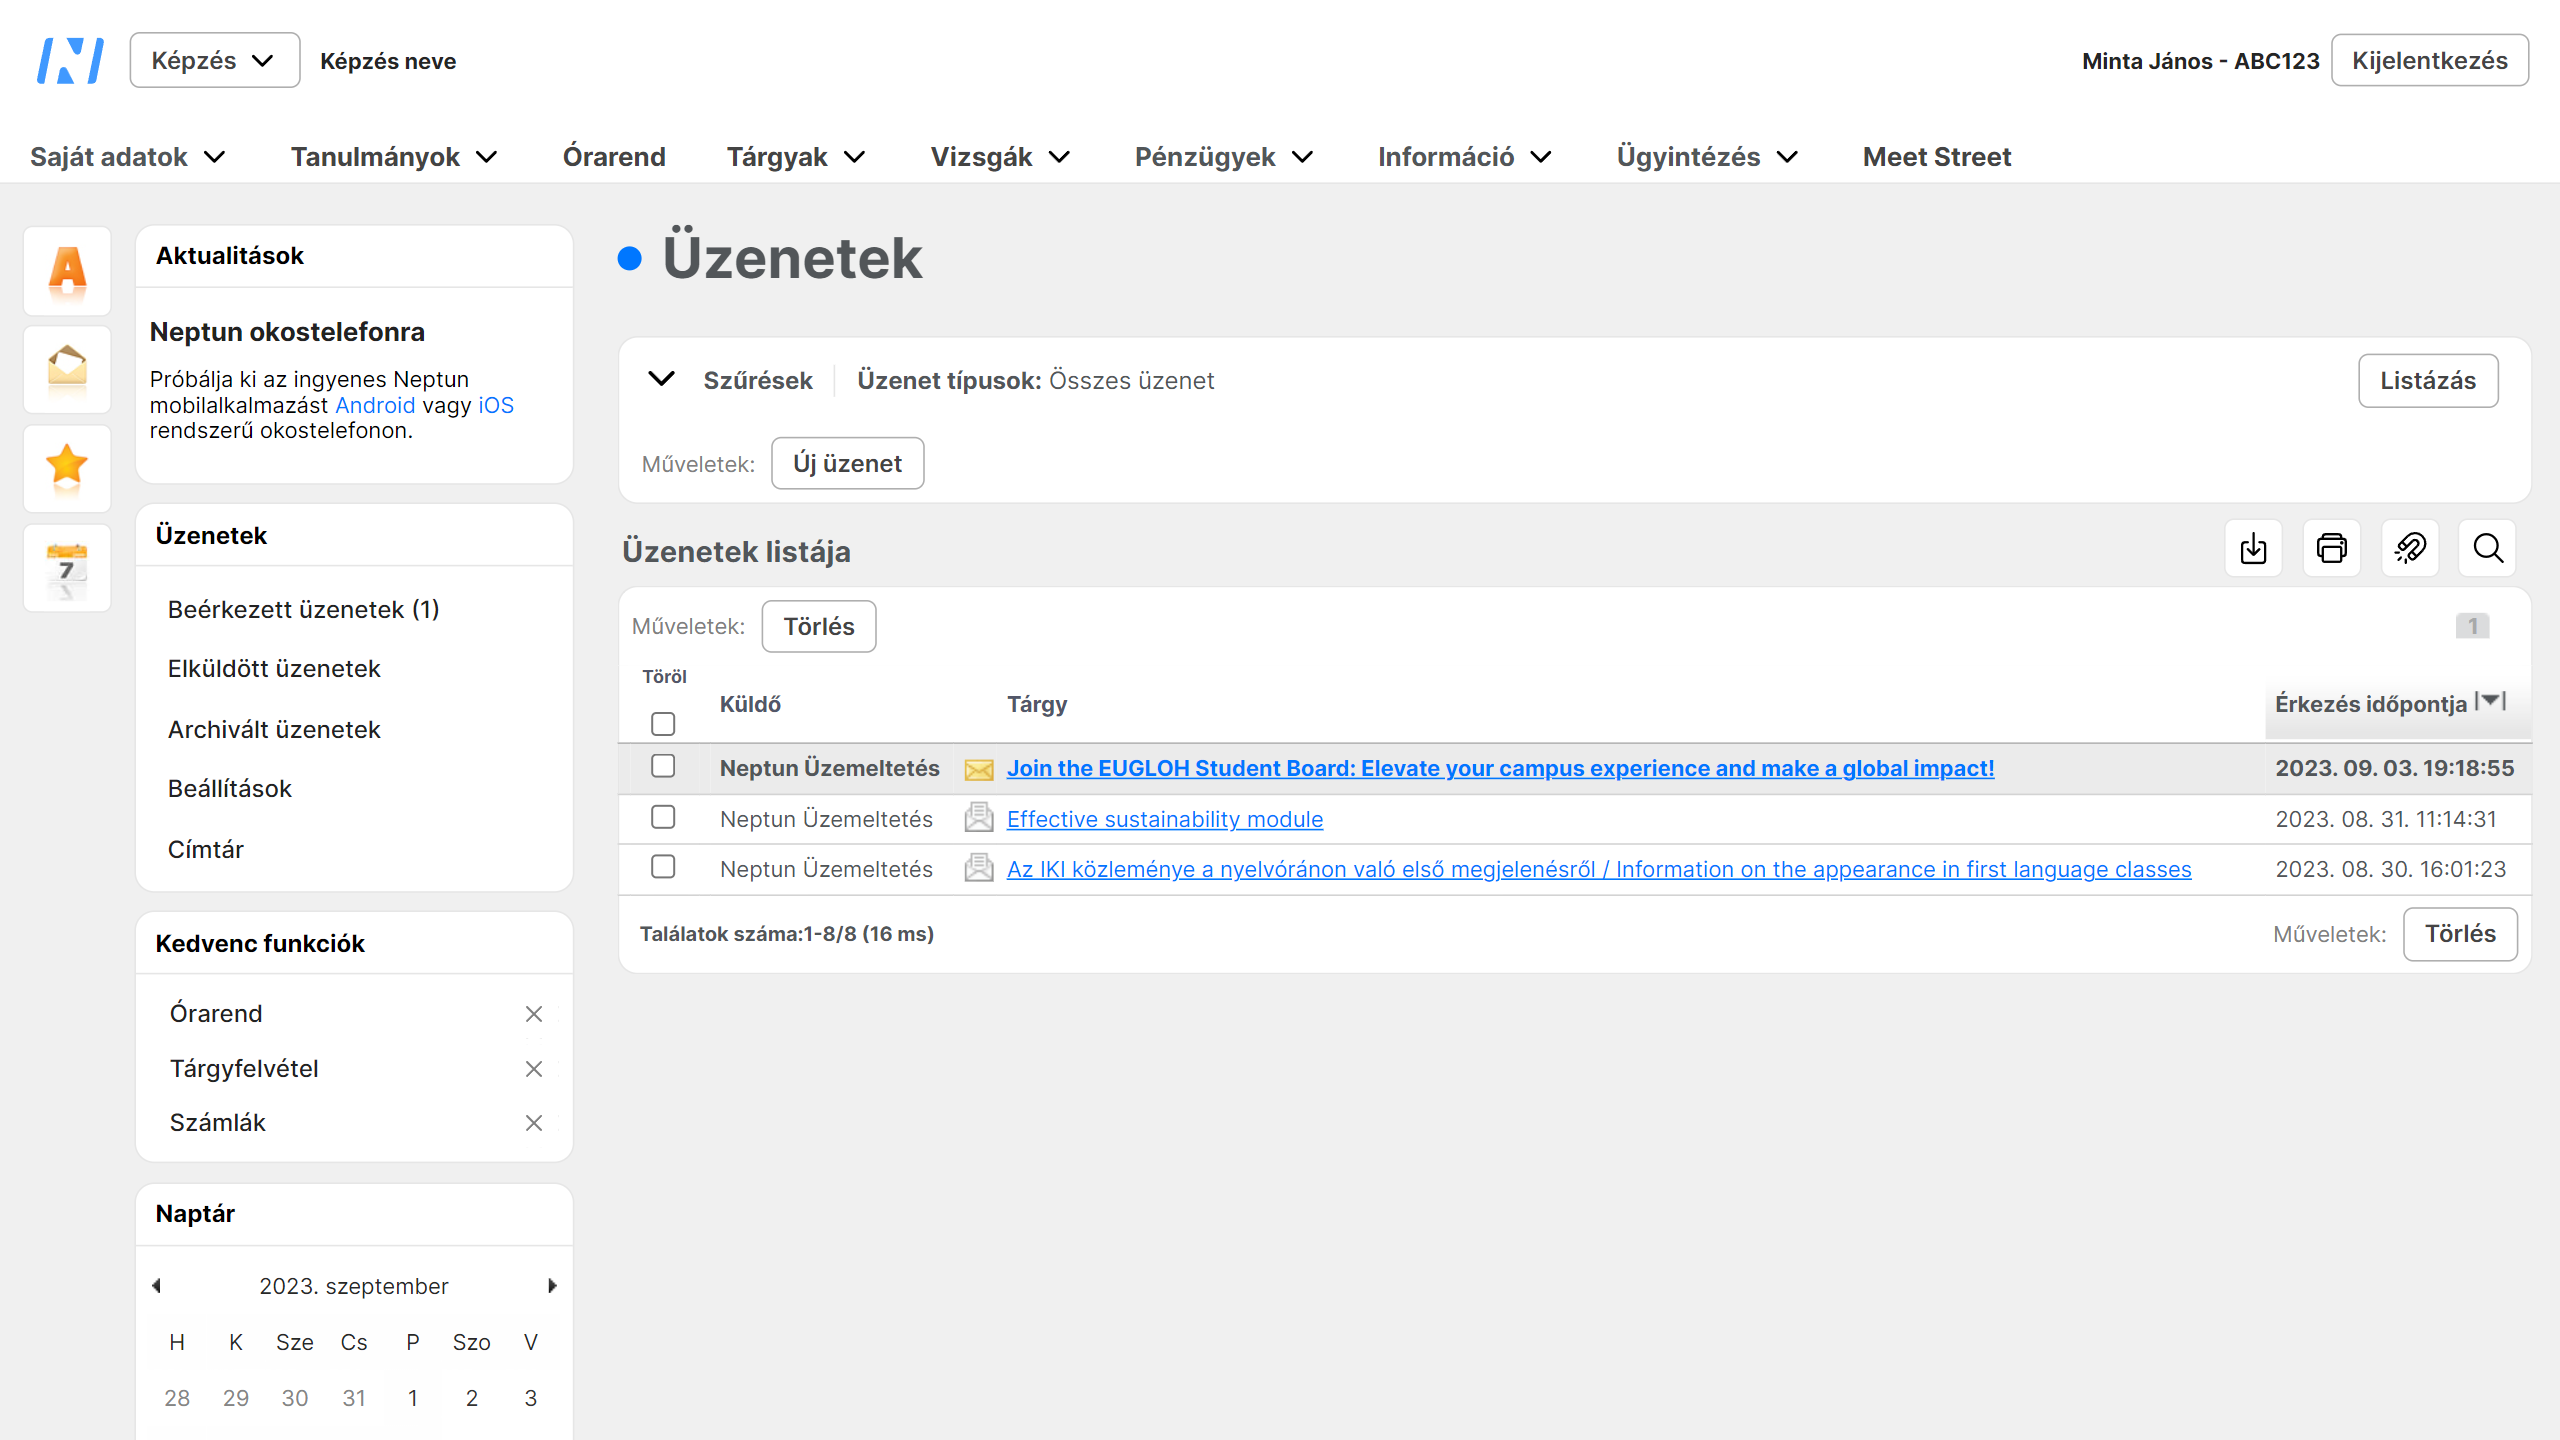 Képzés
Képzés neve
Minta János - ABC123
Kijelentkezés
Saját adatok
Tanulmányok
Órarend
Tárgyak
Vizsgák
Pénzügyek
Információ
Ügyintézés
Meet Street
Aktualitások
Neptun okostelefonra
Próbálja ki az ingyenes Neptun
mobilalkalmazást Android vagy iOS
rendszerű okostelefonon.
Üzenetek
Beérkezett üzenetek (1)
Elküldött üzenetek
Archivált üzenetek
Beállítások
Címtár
Kedvenc funkciók
Órarend
Tárgyfelvétel
Számlák
Naptár
2023. szeptember
H K Sze Cs P Szo V
28 29 30 31 1 2 3
A
7
Üzenetek
Szűrések
Üzenet típusok: Összes üzenet
Listázás
Műveletek: Új üzenet
Üzenetek listája
Műveletek: Törlés
1
Töröl
Küldő
Tárgy
Érkezés időpontja
Neptun Üzemeltetés Join the EUGLOH Student Board: Elevate your campus experience and make a global impact! 2023. 09. 03. 19:18:55
Neptun Üzemeltetés Effective sustainability module 2023. 08. 31. 11:14:31
Neptun Üzemeltetés Az IKI közleménye a nyelvóránon való első megjelenésről / Information on the appearance in first language classes 2023. 08. 30. 16:01:23
Találatok száma:1-8/8 (16 ms)
Műveletek: Törlés